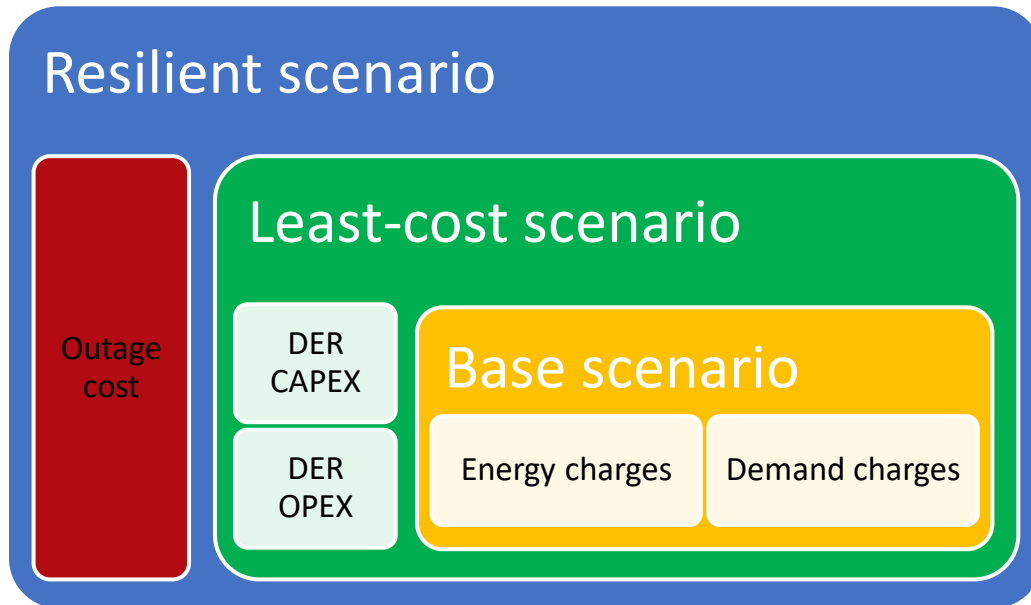 Resilient scenario
Outage
cost
Least-cost scenario
DER
CAPEX
DER
OPEX
Base scenario
Energy charges
Demand charges